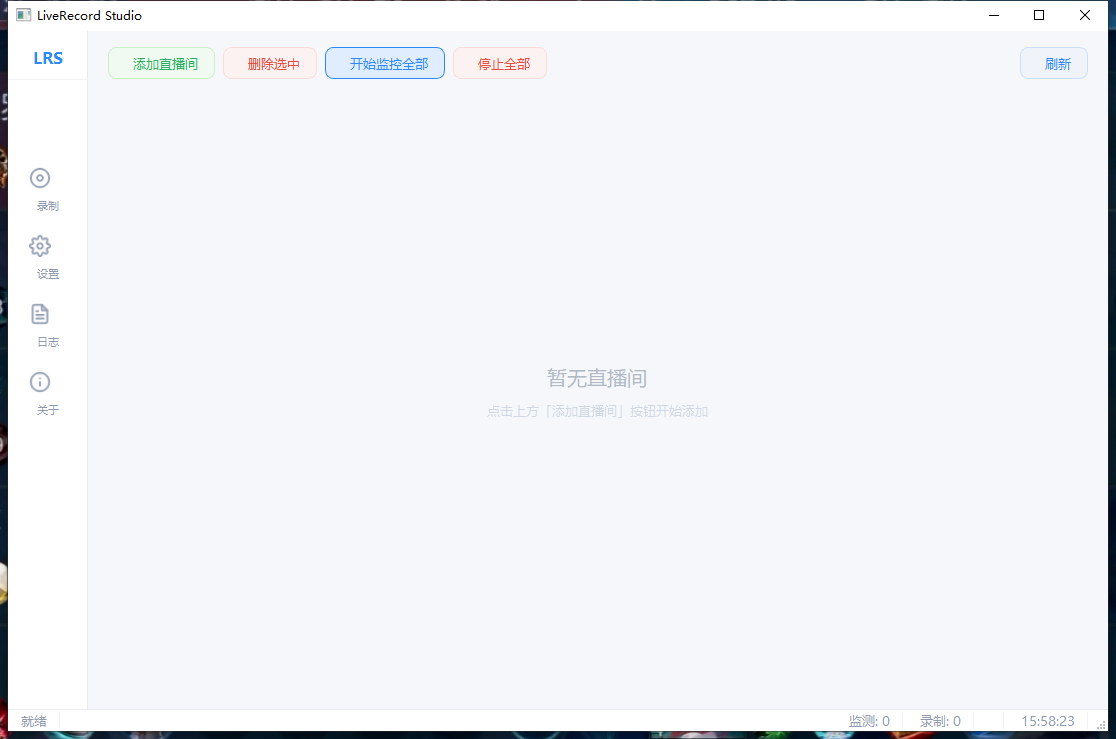 LiveRecord Studio
LRS
添加直播间 删除选中 开始监控全部 停止全部 刷新
录制
设置
日志
关于
暂无直播间
点击上方「添加直播间」按钮开始添加
就绪 监测: 0 录制: 0 15:58:23